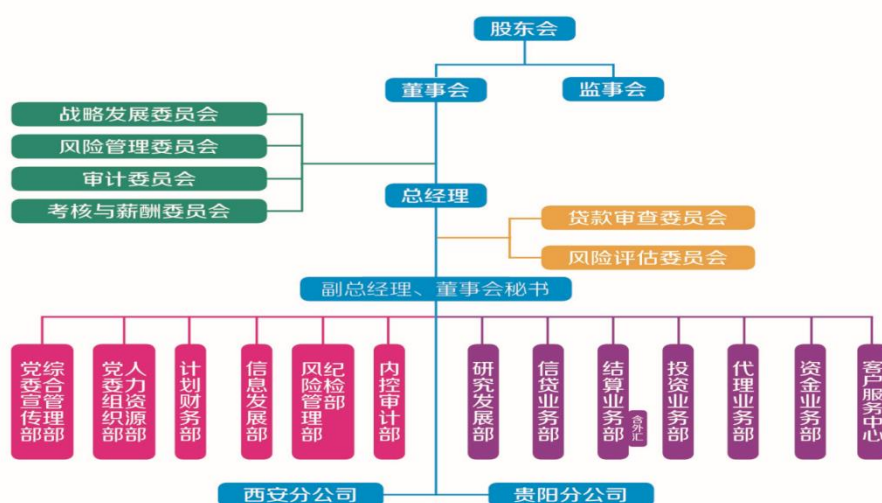 股东会
董事会
监事会
战略发展委员会
风险管理委员会
审计委员会
考核与薪酬委员会
总经理
贷款审查委员会
风险评估委员会
副总经理、董事会秘书
综合管理部
党委宣传部
人力资源部
党委组织部
计划财务部
信息发展部
纪检部
风险管理部
内控审计部
研究发展部
信贷业务部
结算业务部
含外汇
投资业务部
代理业务部
资金业务部
客户服务中心
西安分公司
贵阳分公司